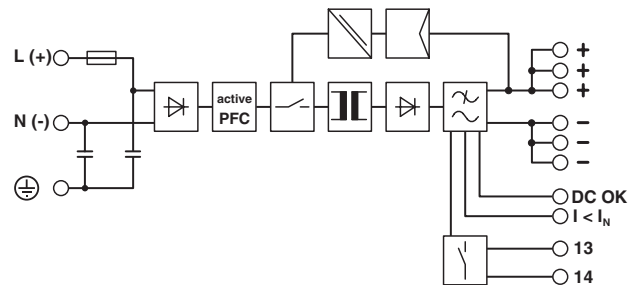 L (+)
N (-)
active
PFC
+
+
+
–
–
–
DC OK
I < IN
13
14